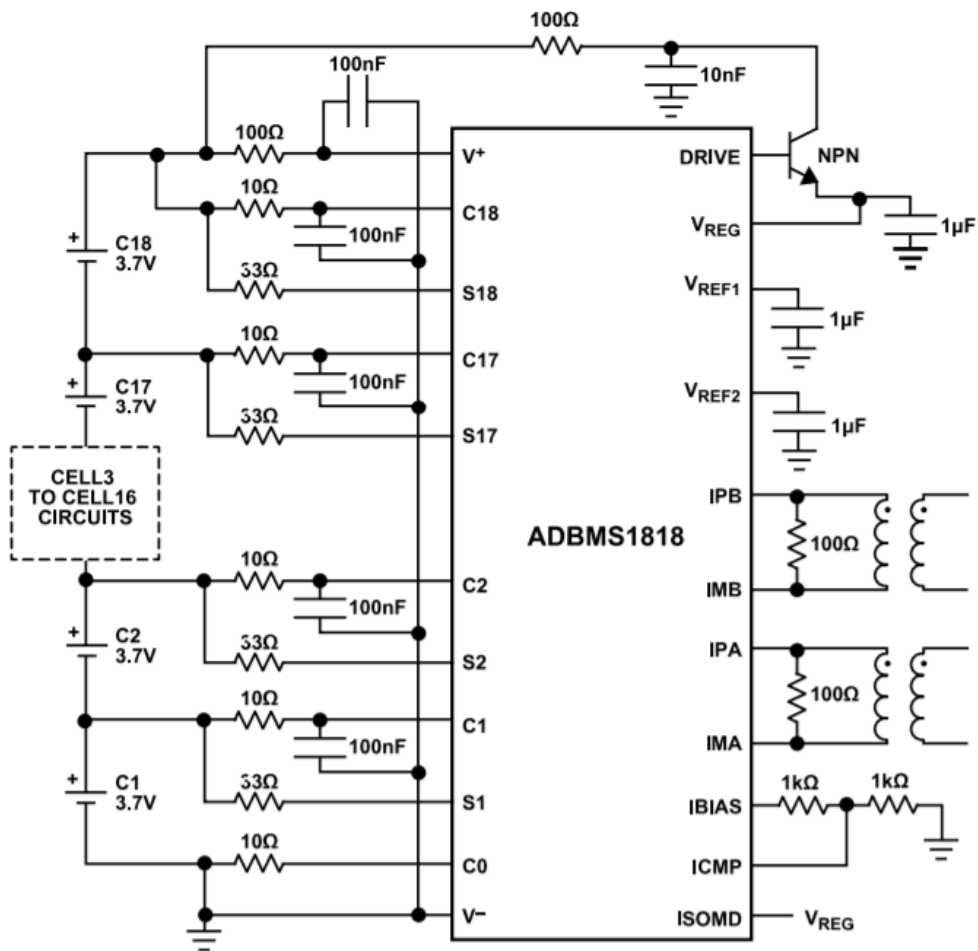 100Ω
100nF
10nF
100Ω
V+
DRIVE
NPN
10Ω
C18
100nF
VREG
1µF
C18
3.7V
33Ω
S18
VREF1
1µF
10Ω
C17
100nF
C17
3.7V
33Ω
S17
VREF2
1µF
CELL3
TO CELL16
CIRCUITS
ADBMS1818
IPB
100Ω
IMB
10Ω
C2
100nF
C2
3.7V
33Ω
S2
IPA
100Ω
IMA
10Ω
C1
100nF
C1
3.7V
33Ω
S1
IBIAS
1kΩ
1kΩ
10Ω
C0
ICMP
V–
ISOMD
VREG